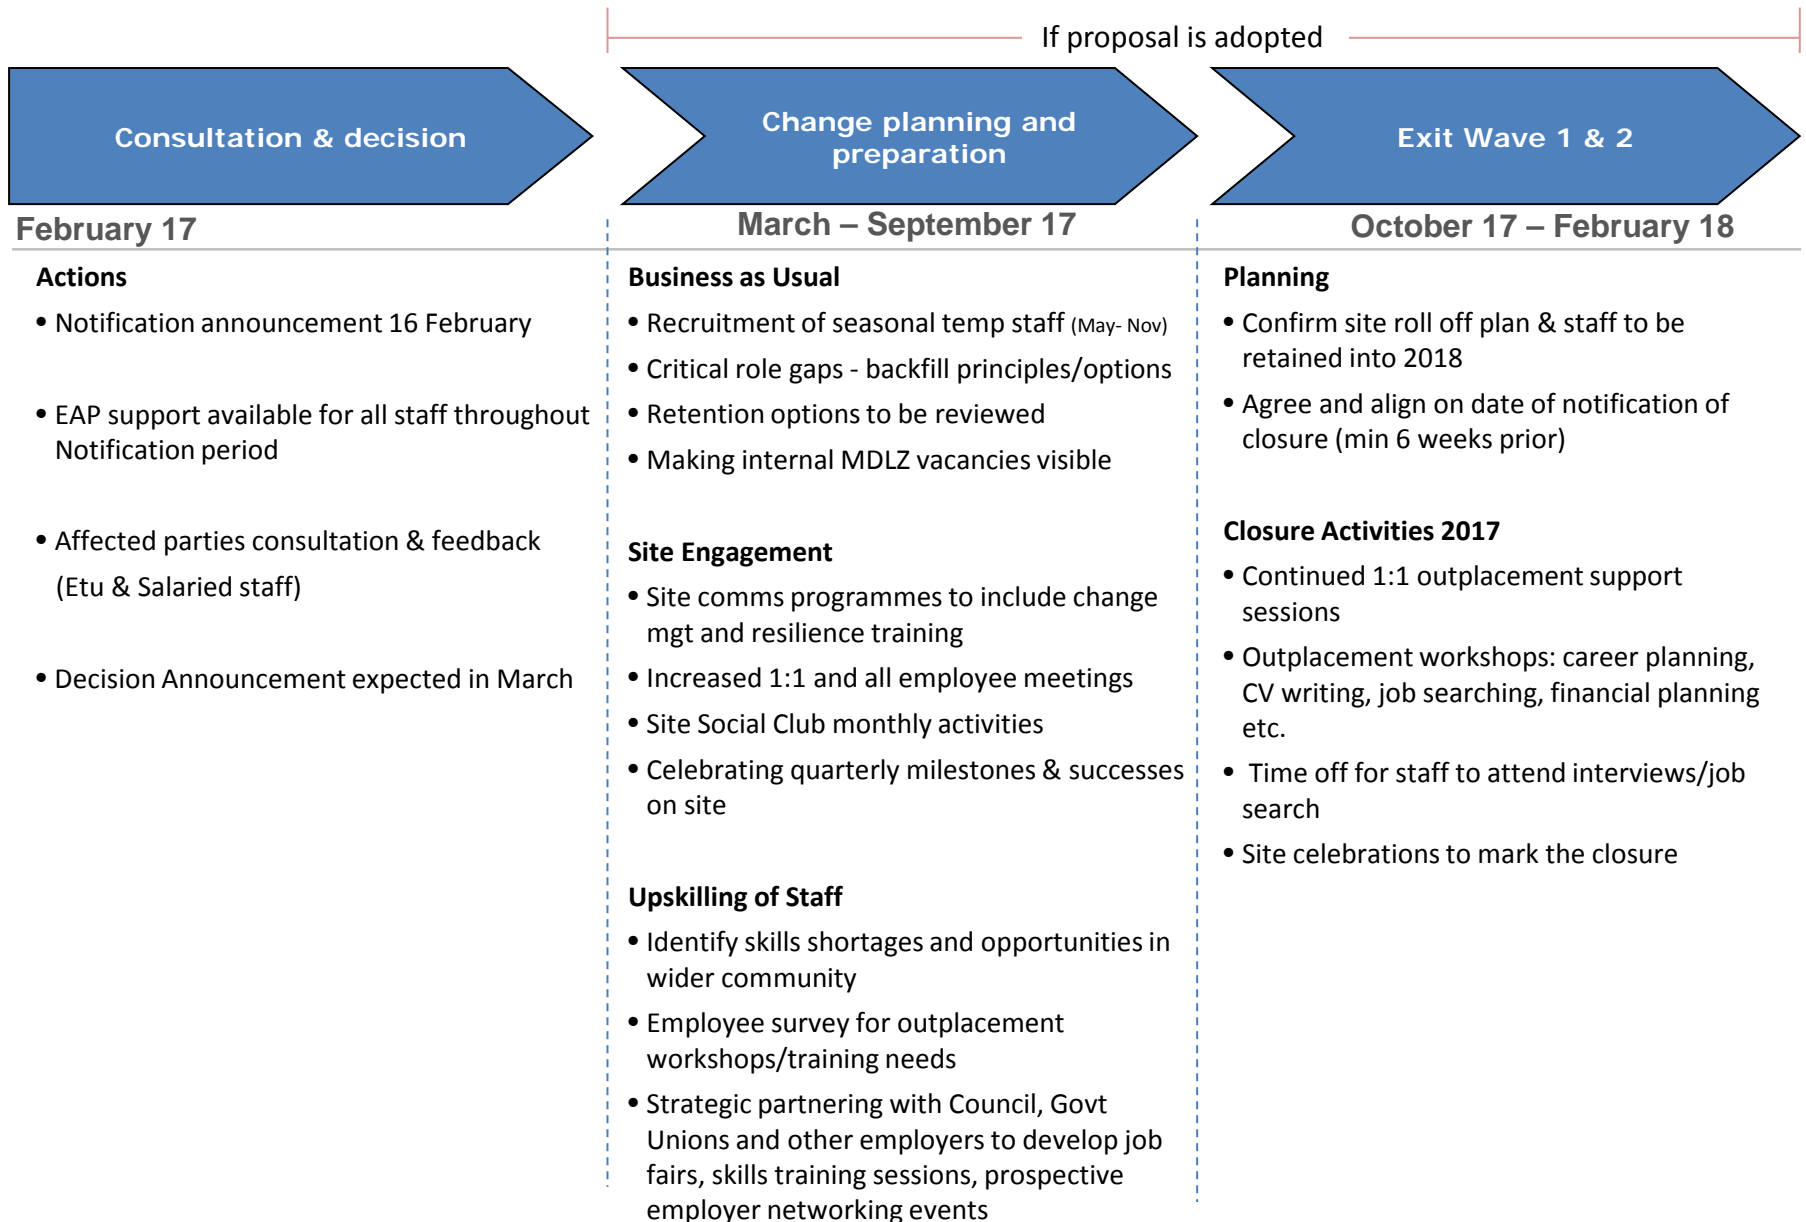 If proposal is adopted
Consultation & decision
Change planning and
preparation
Exit Wave 1 & 2
February 17
March – September 17
October 17 – February 18
Actions
• Notification announcement 16 February
• EAP support available for all staff throughout
Notification period
• Affected parties consultation & feedback
(Etu & Salaried staff)
• Decision Announcement expected in March
Business as Usual
• Recruitment of seasonal temp staff (May- Nov)
• Critical role gaps - backfill principles/options
• Retention options to be reviewed
• Making internal MDLZ vacancies visible
Site Engagement
• Site comms programmes to include change
mgt and resilience training
• Increased 1:1 and all employee meetings
• Site Social Club monthly activities
• Celebrating quarterly milestones & successes
on site
Upskilling of Staff
• Identify skills shortages and opportunities in
wider community
• Employee survey for outplacement
workshops/training needs
• Strategic partnering with Council, Govt
Unions and other employers to develop job
fairs, skills training sessions, prospective
employer networking events
Planning
• Confirm site roll off plan & staff to be
retained into 2018
• Agree and align on date of notification of
closure (min 6 weeks prior)
Closure Activities 2017
• Continued 1:1 outplacement support
sessions
• Outplacement workshops: career planning,
CV writing, job searching, financial planning
etc.
• Time off for staff to attend interviews/job
search
• Site celebrations to mark the closure